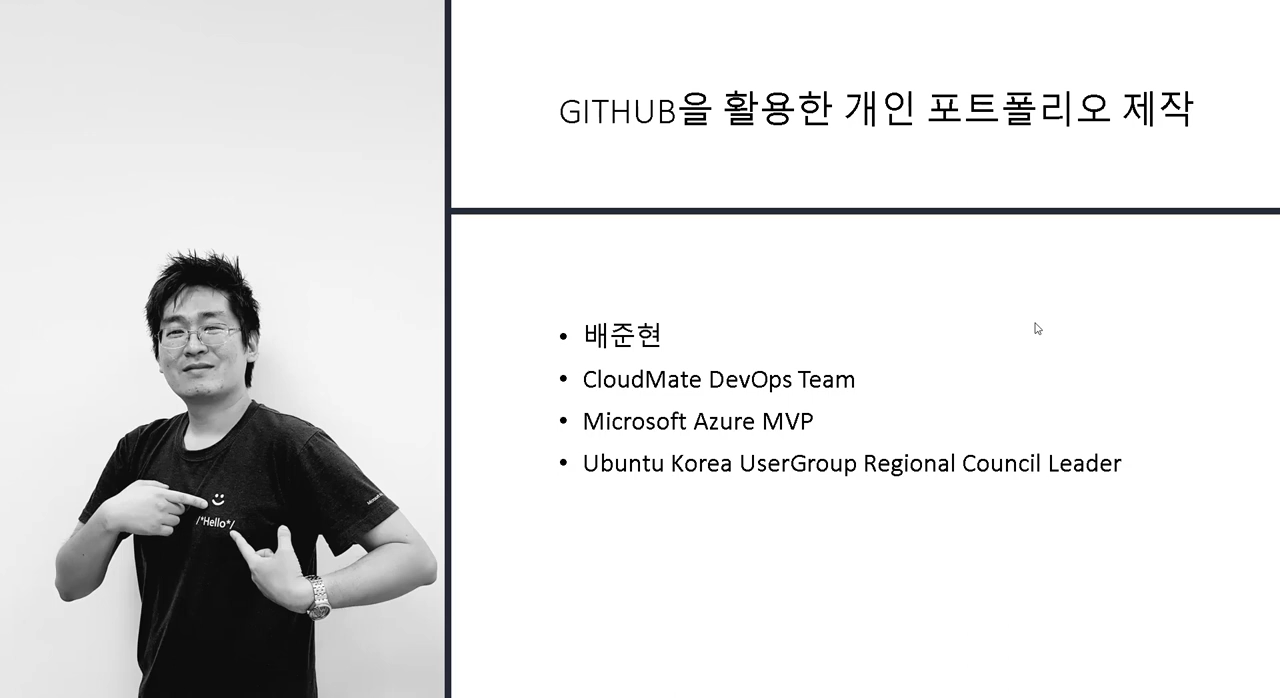 GITHUB을 활용한 개인 포트폴리오 제작
• 배준현
• CloudMate DevOps Team
• Microsoft Azure MVP
• Ubuntu Korea UserGroup Regional Council Leader
/*Hello*/